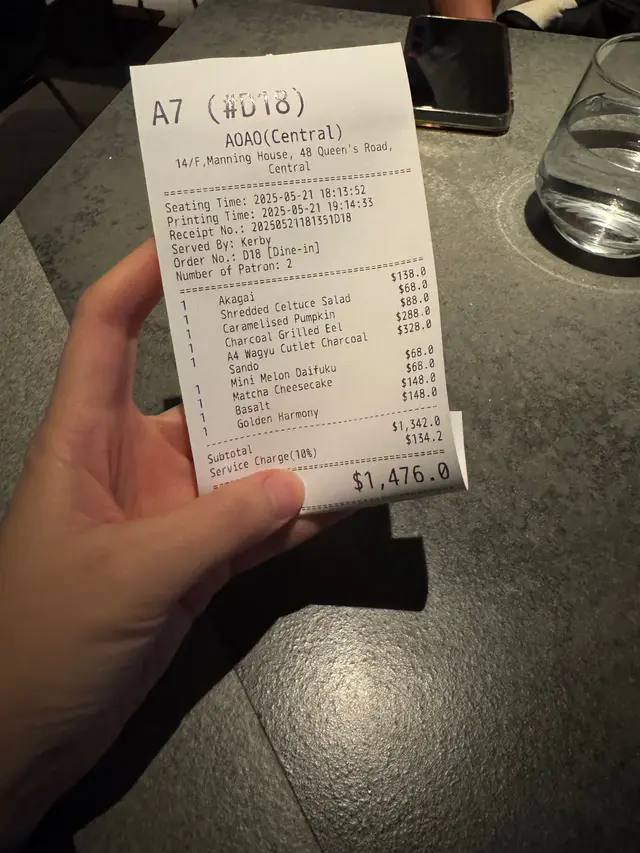 A7 (#D18)
AOAO(Central)
14/F,Manning House, 48 Queen's Road,
Central
Seating Time: 2025-05-21 18:13:52
Printing Time: 2025-05-21 19:14:33
Receipt No.: 20250521181351D18
Served By: Kerby
Order No.: D18 [Dine-in]
Number of Patron: 2
1 Akagai $138.0
1 Shredded Celtuce Salad $68.0
1 Caramelised Pumpkin $88.0
1 Charcoal Grilled Eel $288.0
1 A4 Wagyu Cutlet Charcoal $328.0
Sando
1 Mini Melon Daifuku $68.0
1 Matcha Cheesecake $68.0
1 Basalt $148.0
1 Golden Harmony $148.0
Subtotal $1,342.0
Service Charge(10%) $134.2
$1,476.0